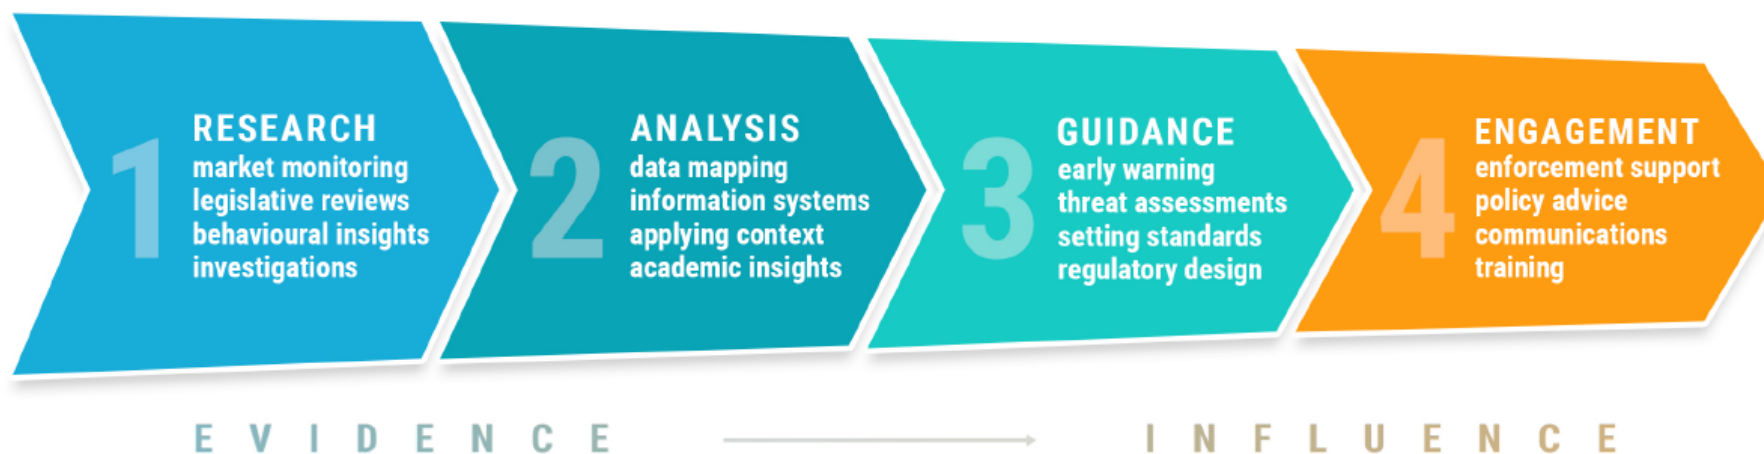 1
RESEARCH
market monitoring
legislative reviews
behavioural insights
investigations
2
ANALYSIS
data mapping
information systems
applying context
academic insights
3
GUIDANCE
early warning
threat assessments
setting standards
regulatory design
4
ENGAGEMENT
enforcement support
policy advice
communications
training
EVIDENCE
INFLUENCE